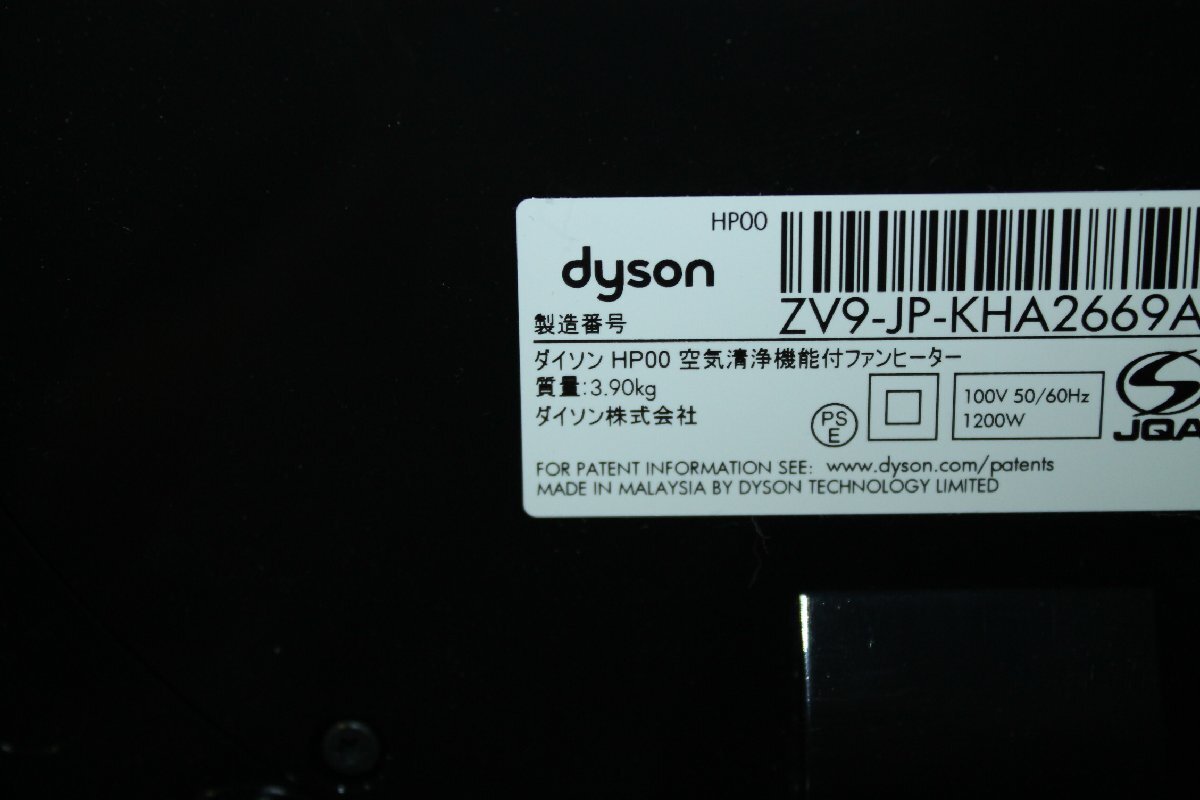 HP00
dyson
ZV9-JP-KHA2669A
製造番号
ダイソン HP00 空気清浄機能付ファンヒーター
質量:3.90kg
ダイソン株式会社
PS
E
100V 50/60Hz
1200W
JQA
FOR PATENT INFORMATION SEE: www.dyson.com/patents
MADE IN MALAYSIA BY DYSON TECHNOLOGY LIMITED